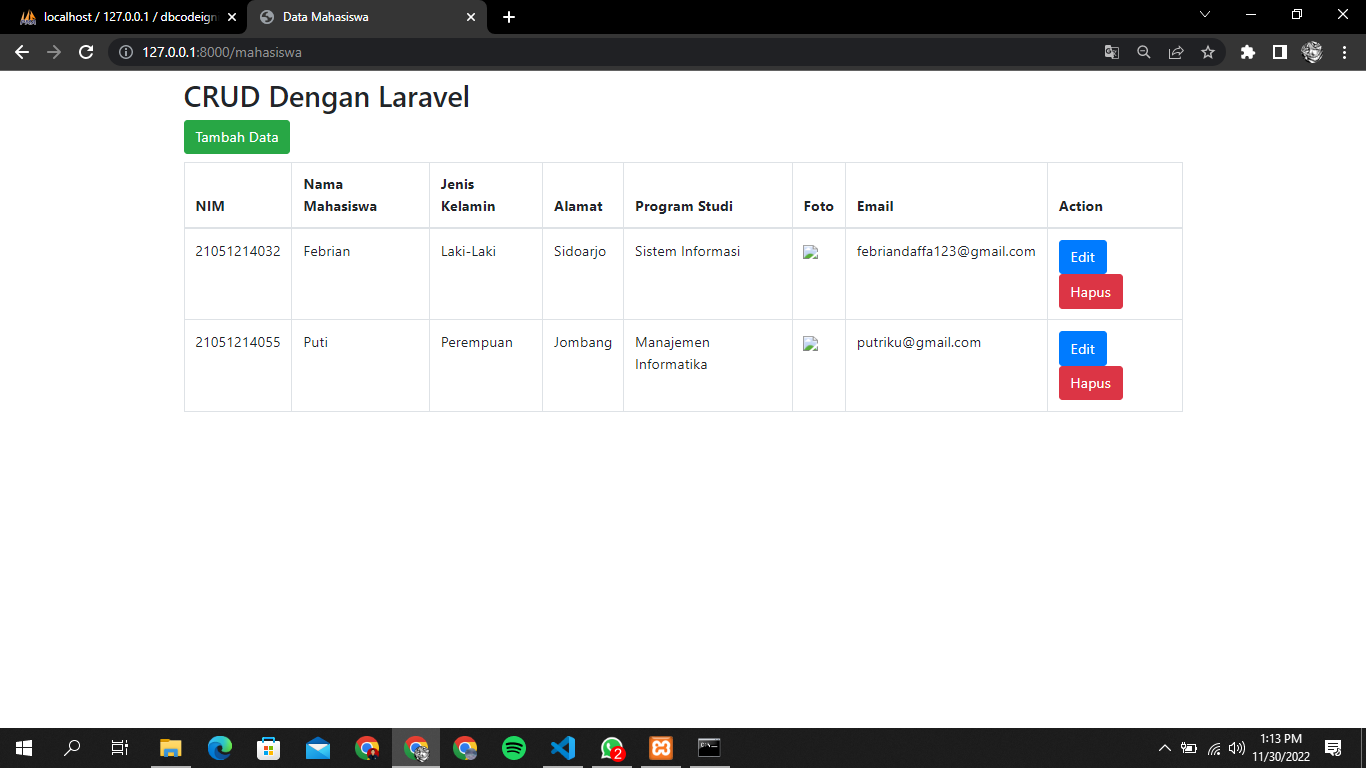 localhost / 127.0.0.1 / dbcodeign
Data Mahasiswa
127.0.0.1:8000/mahasiswa
CRUD Dengan Laravel
Tambah Data
NIM
Nama
Mahasiswa
Jenis
Kelamin
Alamat
Program Studi
Foto
Email
Action
21051214032
Febrian
Laki-Laki
Sidoarjo
Sistem Informasi
febriandaffa123@gmail.com
Edit
Hapus
21051214055
Puti
Perempuan
Jombang
Manajemen
Informatika
putriku@gmail.com
Edit
Hapus
2
1:13 PM
11/30/2022